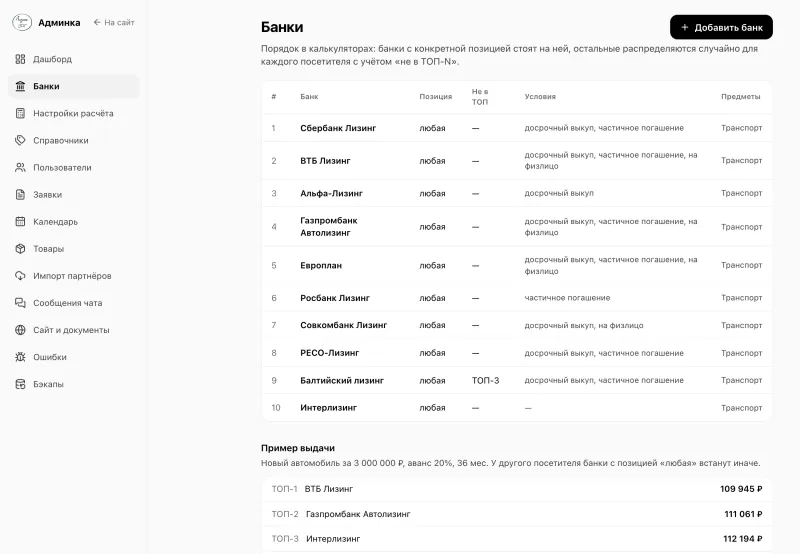 Админка
← На сайт
Дашборд
Банки
Настройки расчёта
Справочники
Пользователи
Заявки
Календарь
Товары
Импорт партнёров
Сообщения чата
Сайт и документы
Ошибки
Бэкапы
Банки
+ Добавить банк
Порядок в калькуляторах: банки с конкретной позицией стоят на ней, остальные распределяются случайно для
каждого посетителя с учётом «не в ТОП-N».
# Банк Позиция Не в ТОП Условия Предметы
1 Сбербанк Лизинг любая — досрочный выкуп, частичное погашение Транспорт
2 ВТБ Лизинг любая — досрочный выкуп, частичное погашение, на физлицо Транспорт
3 Альфа-Лизинг любая — досрочный выкуп Транспорт
4 Газпромбанк Автолизинг любая — досрочный выкуп, частичное погашение, на физлицо Транспорт
5 Европлан любая — досрочный выкуп, частичное погашение, на физлицо Транспорт
6 Росбанк Лизинг любая — частичное погашение Транспорт
7 Совкомбанк Лизинг любая — досрочный выкуп, на физлицо Транспорт
8 РЕСО-Лизинг любая — досрочный выкуп, частичное погашение Транспорт
9 Балтийский лизинг любая ТОП-3 досрочный выкуп, частичное погашение Транспорт
10 Интерлизинг любая — — Транспорт
Пример выдачи
Новый автомобиль за 3 000 000 ₽, аванс 20%, 36 мес. У другого посетителя банки с позицией «любая» встанут иначе.
ТОП-1 ВТБ Лизинг 109 945 ₽
ТОП-2 Газпромбанк Автолизинг 111 061 ₽
ТОП-3 Интерлизинг 112 194 ₽